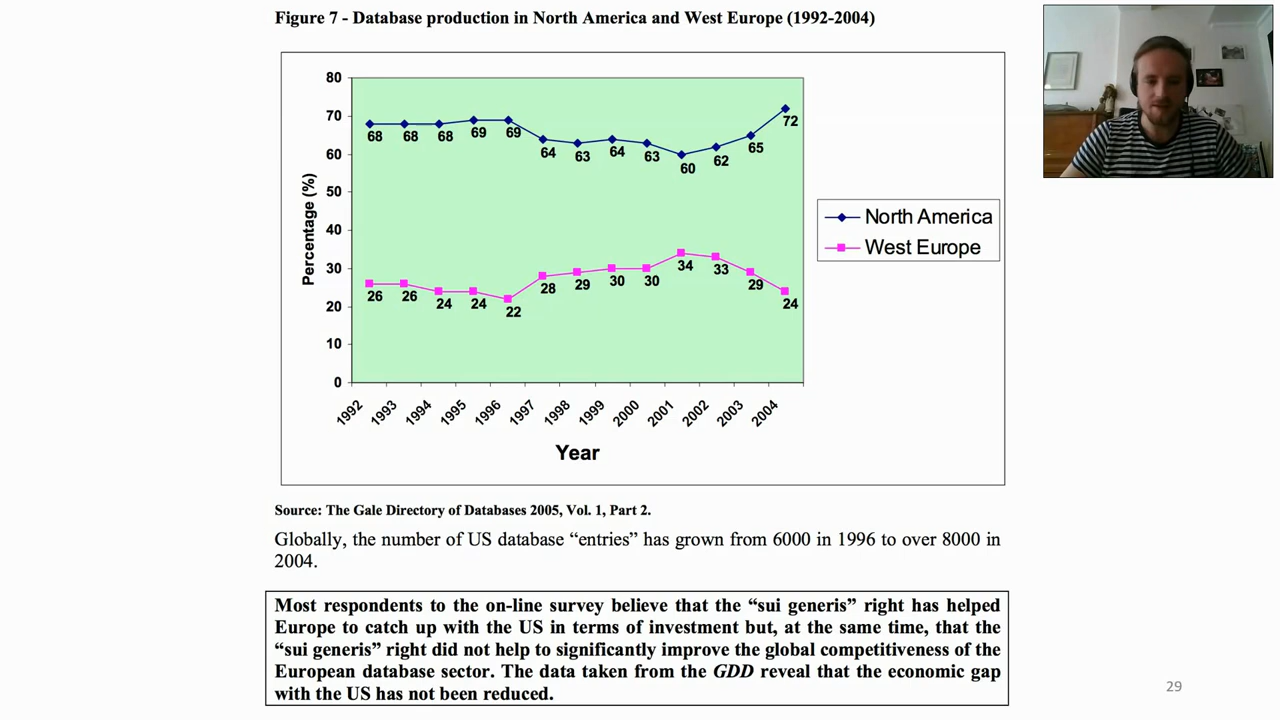 Figure 7 - Database production in North America and West Europe (1992-2004)
80
70
60
50
40
30
20
10
0
Percentage (%)
68 68 68 69 69 64 63 64 63 60 62 65 72
26 26 24 24 22 28 29 30 30 34 33 29 24
1992 1993 1994 1995 1996 1997 1998 1999 2000 2001 2002 2003 2004
Year
North America
West Europe
Source: The Gale Directory of Databases 2005, Vol. 1, Part 2.
Globally, the number of US database “entries” has grown from 6000 in 1996 to over 8000 in
2004.
Most respondents to the on-line survey believe that the “sui generis” right has helped
Europe to catch up with the US in terms of investment but, at the same time, that the
“sui generis” right did not help to significantly improve the global competitiveness of the
European database sector. The data taken from the GDD reveal that the economic gap
with the US has not been reduced.
29